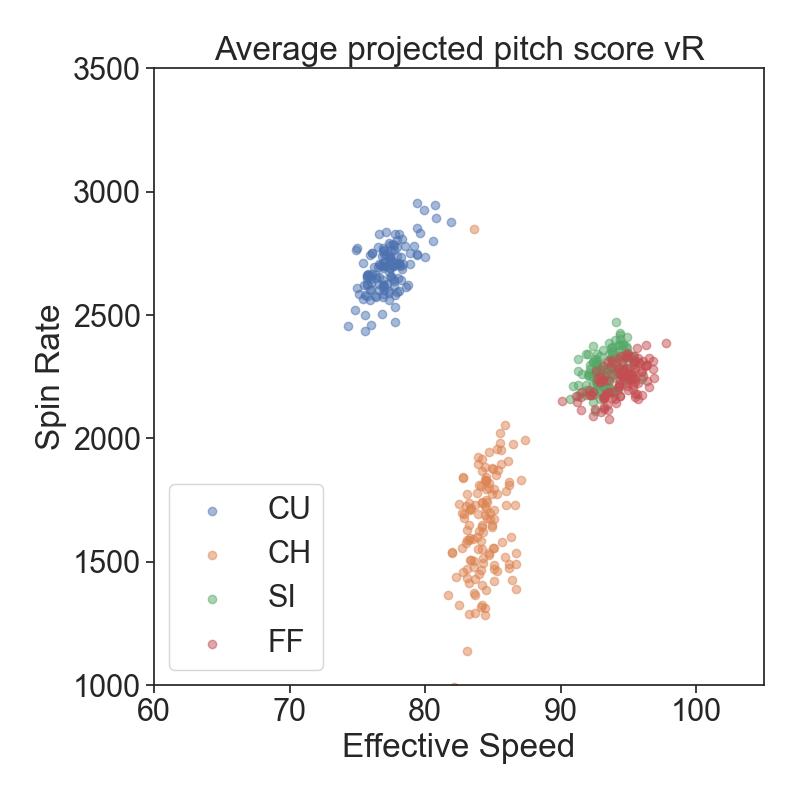 Average projected pitch score vR
3500
3000
2500
2000
1500
1000
Spin Rate
CU
CH
SI
FF
60 70 80 90 100
Effective Speed